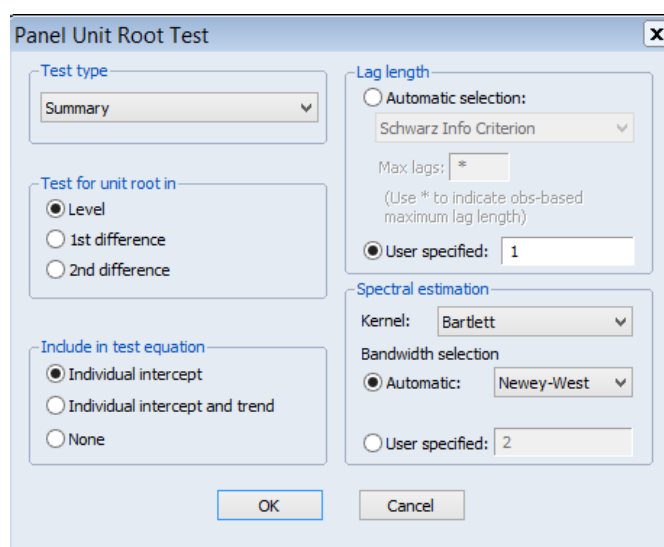 Panel Unit Root Test
x
Test type
Summary
Test for unit root in
Level
1st difference
2nd difference
Include in test equation
Individual intercept
Individual intercept and trend
None
Lag length
Automatic selection:
Schwarz Info Criterion
Max lags: *
(Use * to indicate obs-based
maximum lag length)
User specified: 1
Spectral estimation
Kernel: Bartlett
Bandwidth selection
Automatic: Newey-West
User specified: 2
OK
Cancel